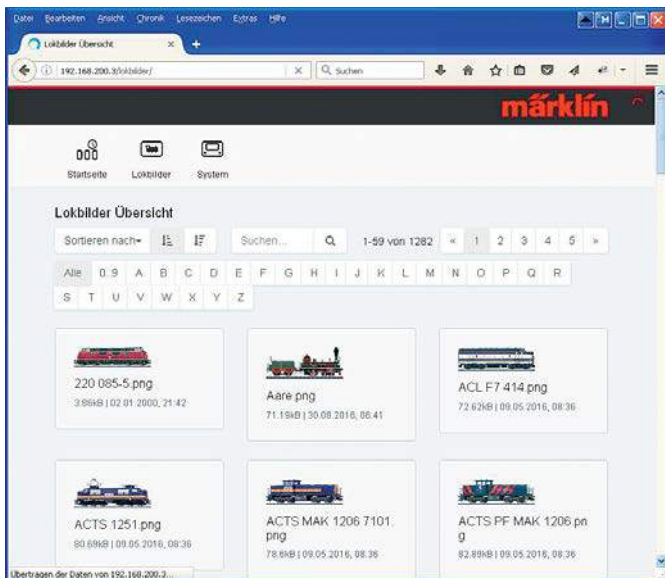 Datei Bearbeiten Ansicht Chronik Lesezeichen Extras Hilfe
Lokbilder Übersicht × +
192.168.200.3/lokbilder/ Suchen
märklin
Startseite Lokbilder System
Lokbilder Übersicht
Sortieren nach Suchen... 1-59 von 1282 « 1 2 3 4 5 »
Alle 0..9 A B C D E F G H I J K L M N O P Q R
S T U V W X Y Z
220 085-5.png
3.86kB | 02.01.2000, 21:42
Aare.png
71.19kB | 30.08.2016, 06:41
ACL F7 414.png
72.62kB | 09.05.2016, 08:36
ACTS 1251.png
80.69kB | 09.05.2016, 08:36
ACTS MAK 1206 7101.
png
78.6kB | 09.05.2016, 08:36
ACTS PF MAK 1206.pn
g
82.89kB | 09.05.2016, 08:36
Übertragen der Daten von 192.168.200.3...